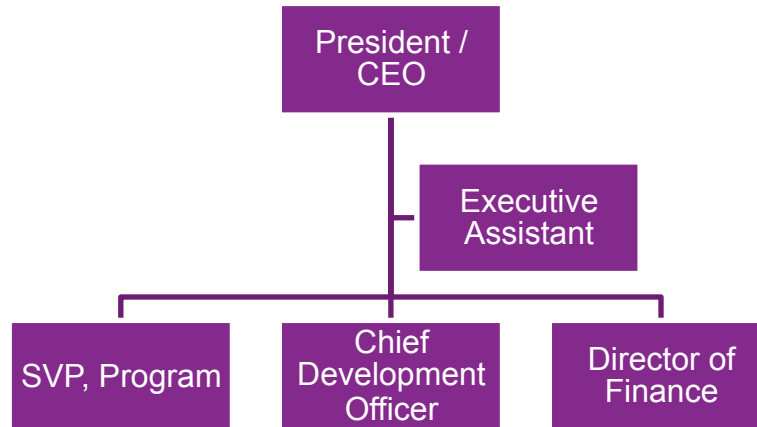 President /
CEO
Executive
Assistant
SVP, Program
Chief
Development
Officer
Director of
Finance